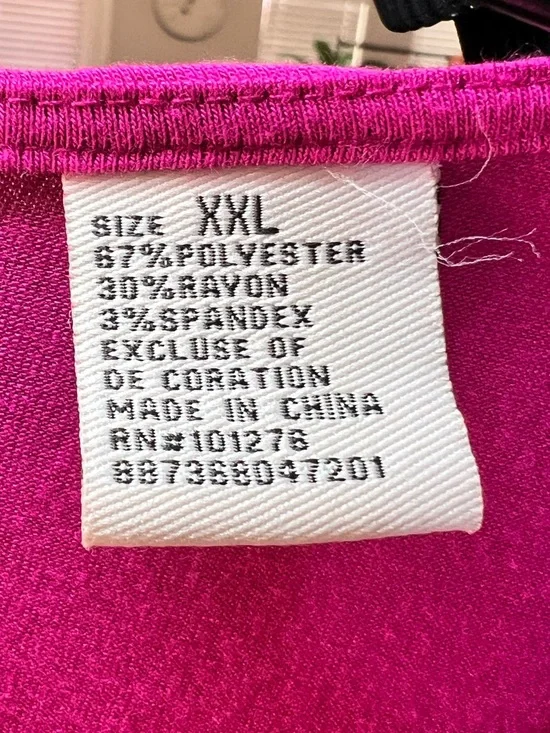 SIZE XXL
67%POLYESTER
30%RAYON
3%SPANDEX
EXCLUSE OF
DE CORATION
MADE IN CHINA
RN#101276
887368047201